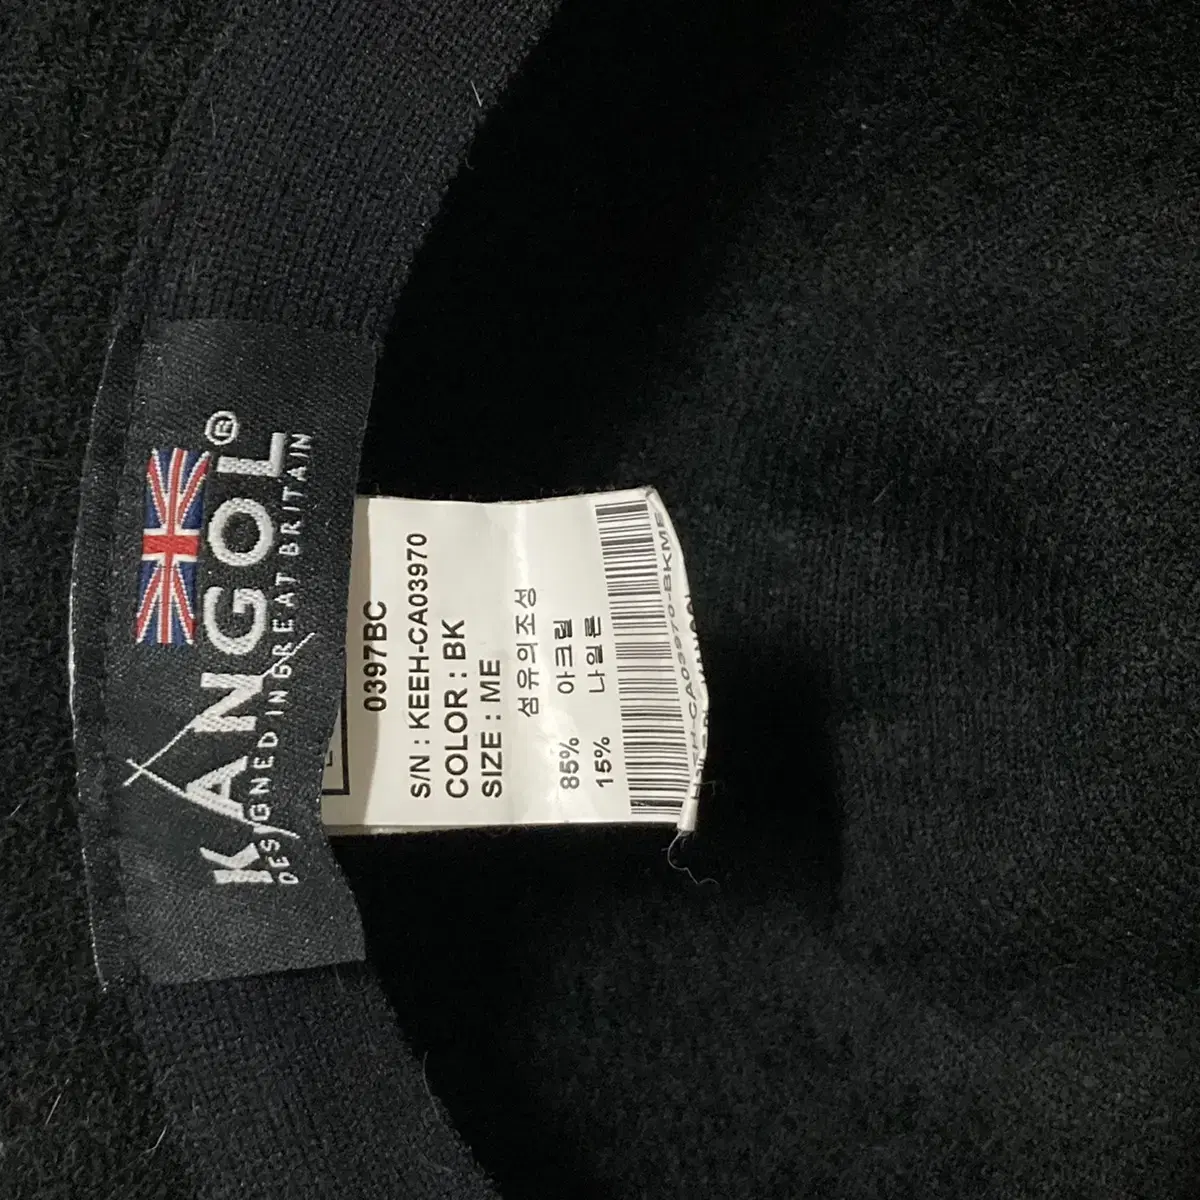 KANGOL®
DESIGNED IN GREAT BRITAIN
0397BC
S/N : KEEH-CA03970
COLOR : BK
SIZE : ME
섬유의조성
85% 아크릴
15% 나일론